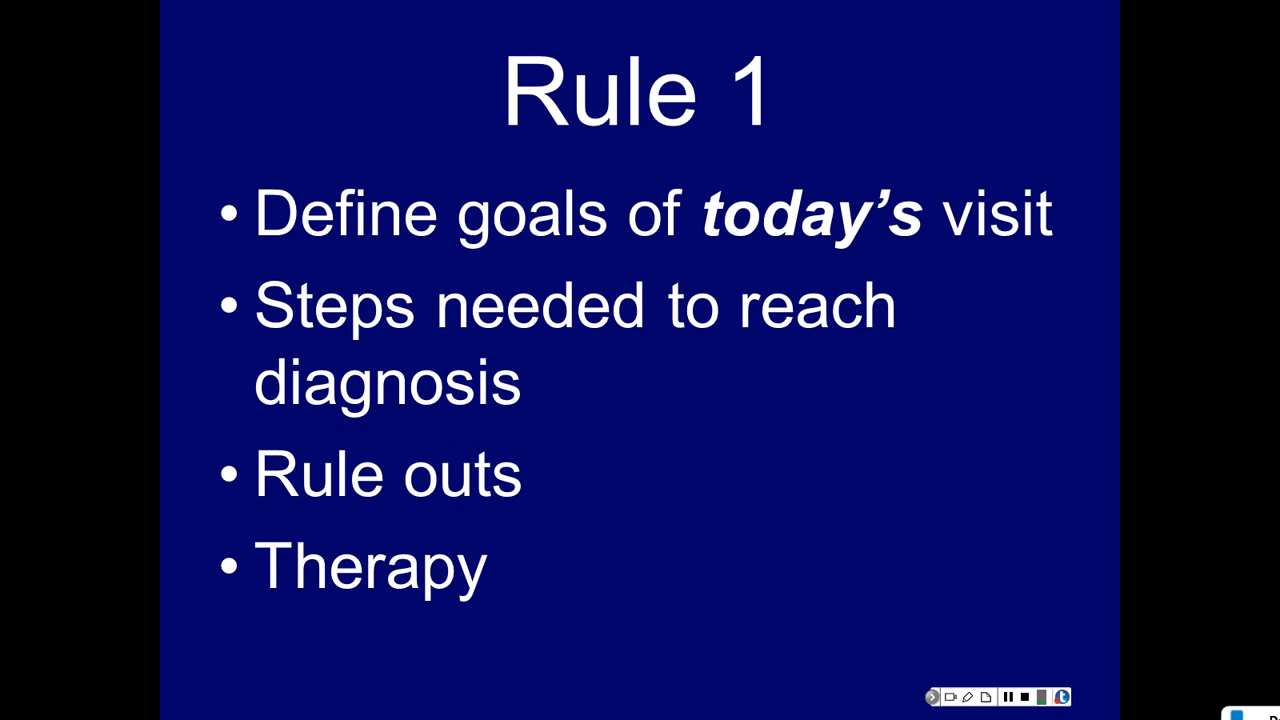 Rule 1
• Define goals of today’s visit
• Steps needed to reach
diagnosis
• Rule outs
• Therapy